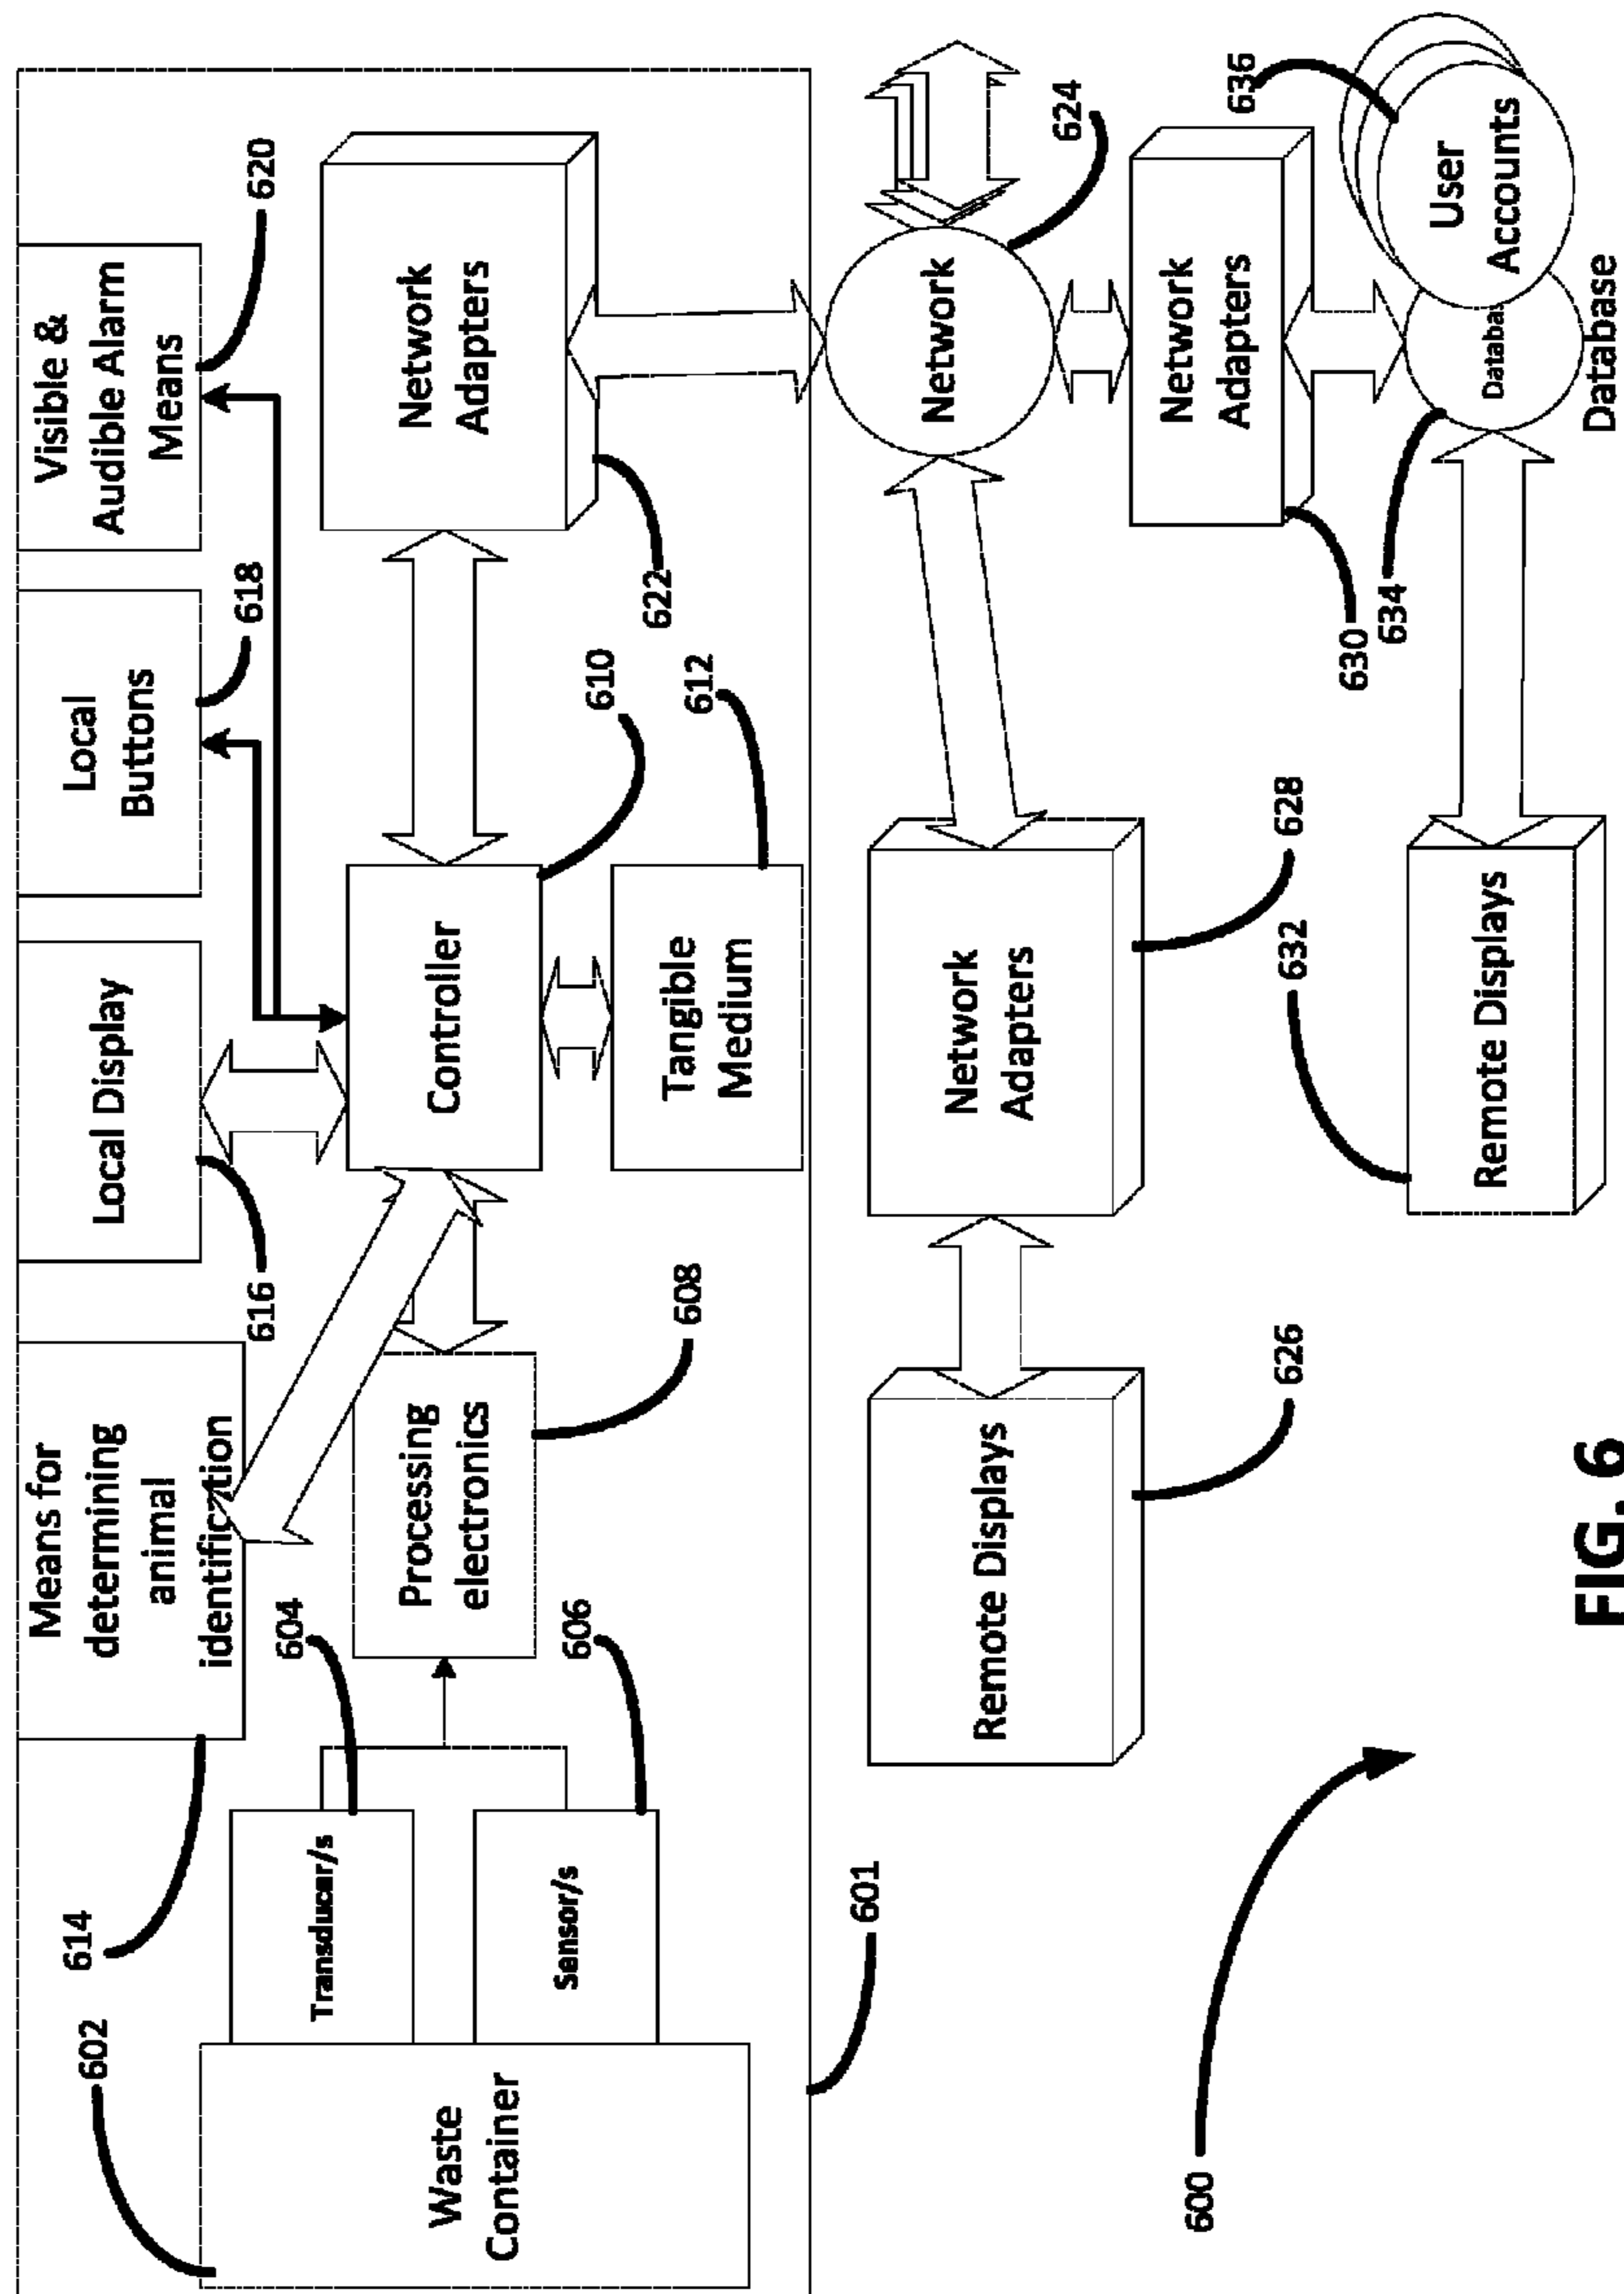 Means for
determining
animal
identification
Local Display
Local
Buttons
Visible &
Audible Alarm
Means
614
616
618
620
602
Waste
Container
Transducer/s
604
Sensor/s
606
Processing
electronics
608
Controller
610
Tangible
Medium
612
Network
Adapters
622
601
Remote Displays
626
Network
Adapters
628
Network
624
Network
Adapters
630
636
User
Accounts
Databas
634
Database
Remote Displays
632
600
FIG. 6